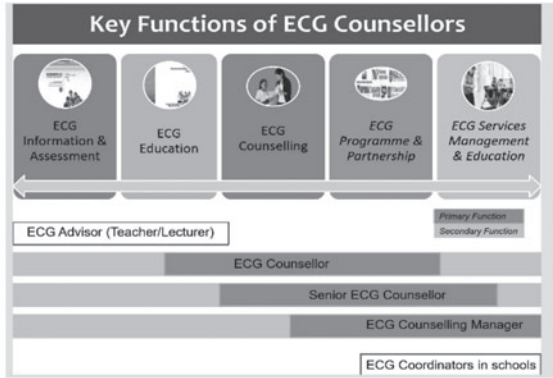 Key Functions of ECG Counsellors
ECG
Information &
Assessment
ECG
Education
ECG
Counselling
ECG
Programme &
Partnership
ECG Services
Management
& Education
ECG Advisor (Teacher/Lecturer)
Primary Function
Secondary Function
ECG Counsellor
Senior ECG Counsellor
ECG Counselling Manager
ECG Coordinators in schools